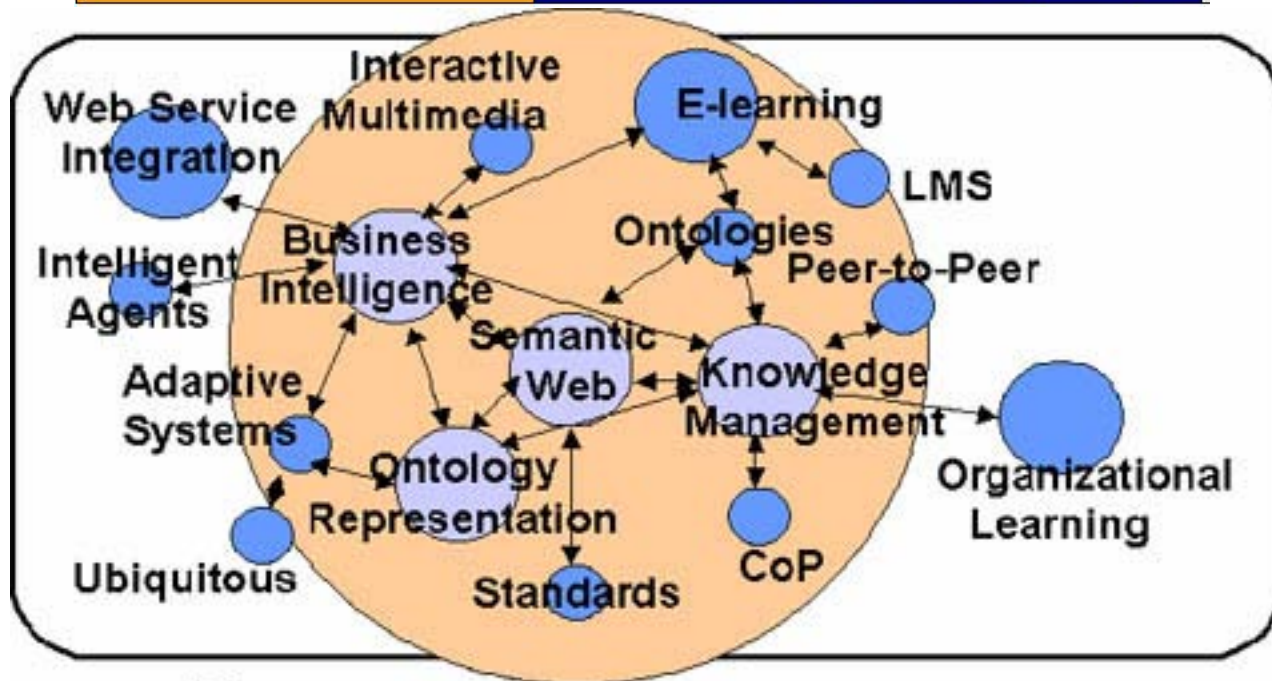 Interactive
Multimedia
Web Service
Integration
E-learning
LMS
Business
Intelligence
Ontologies
Peer-to-Peer
Intelligent
Agents
Semantic
Web
Knowledge
Management
Adaptive
Systems
Ontology
Representation
Organizational
Learning
CoP
Ubiquitous
Standards